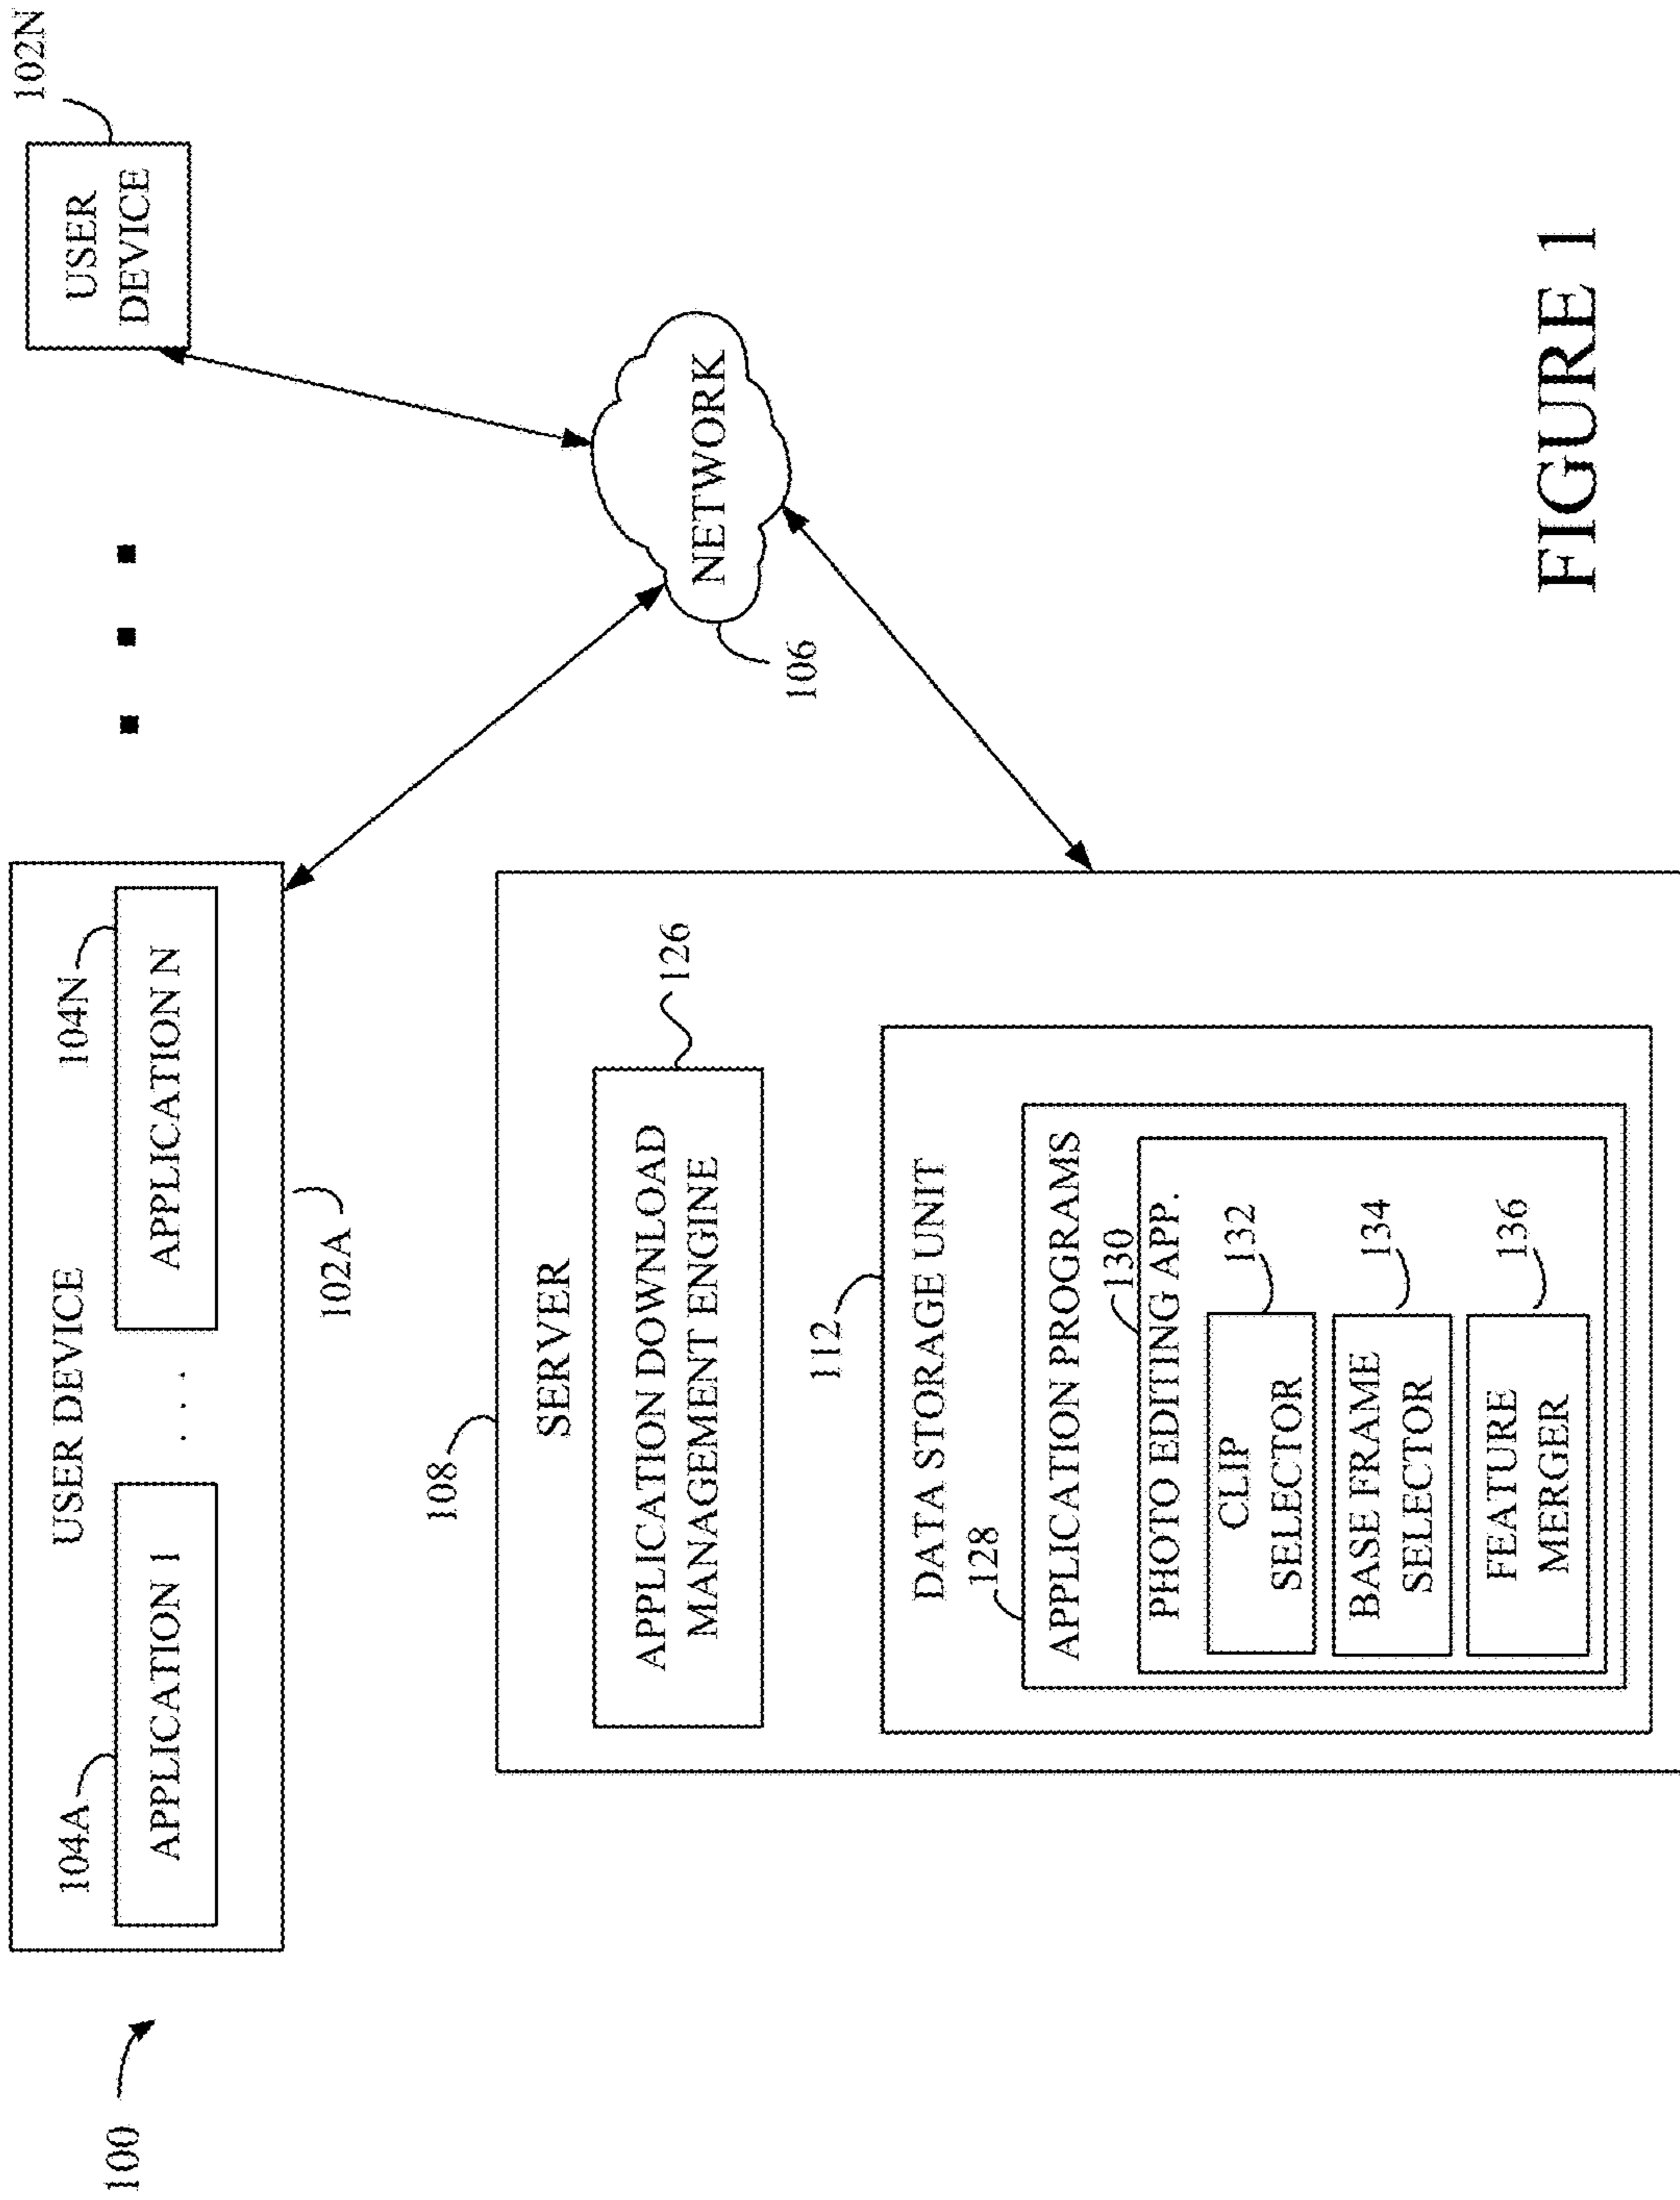 100
USER DEVICE
104A
104N
APPLICATION 1
. . .
APPLICATION N
102A
102N
USER
DEVICE
NETWORK
106
108
SERVER
APPLICATION DOWNLOAD
MANAGEMENT ENGINE
126
112
DATA STORAGE UNIT
128
APPLICATION PROGRAMS
130
PHOTO EDITING APP.
CLIP
SELECTOR
132
BASE FRAME
SELECTOR
134
FEATURE
MERGER
136
FIGURE 1